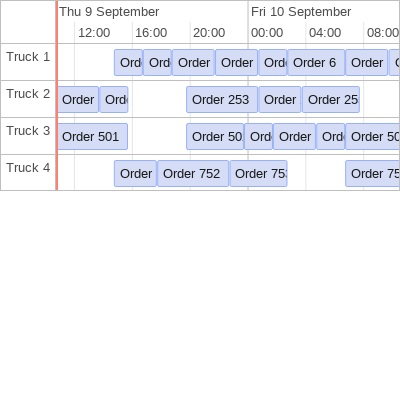 Thu 9 September Fri 10 September
12:00 16:00 20:00 00:00 04:00 08:00
Truck 1 Ord Ord Order Order Ord Order 6 Order
Truck 2 Order Ord Order 253 Order Order 25
Truck 3 Order 501 Order 50 Ord Order Ord Order 50
Truck 4 Order Order 752 Order 75 Order 75